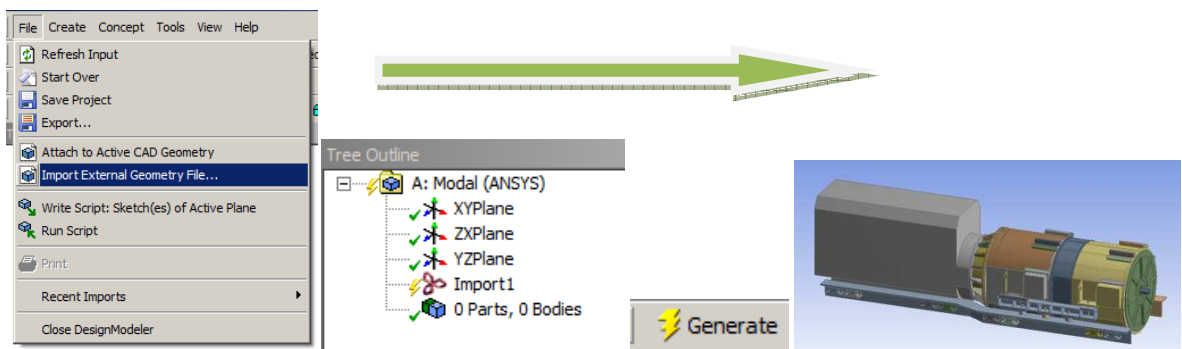 File Create Concept Tools View Help
Refresh Input
Start Over
Save Project
Export...
Attach to Active CAD Geometry
Import External Geometry File...
Write Script: Sketch(es) of Active Plane
Run Script
Print
Recent Imports
Close DesignModeler
Tree Outline
A: Modal (ANSYS)
XYPlane
ZXPlane
YZPlane
Import1
0 Parts, 0 Bodies
Generate